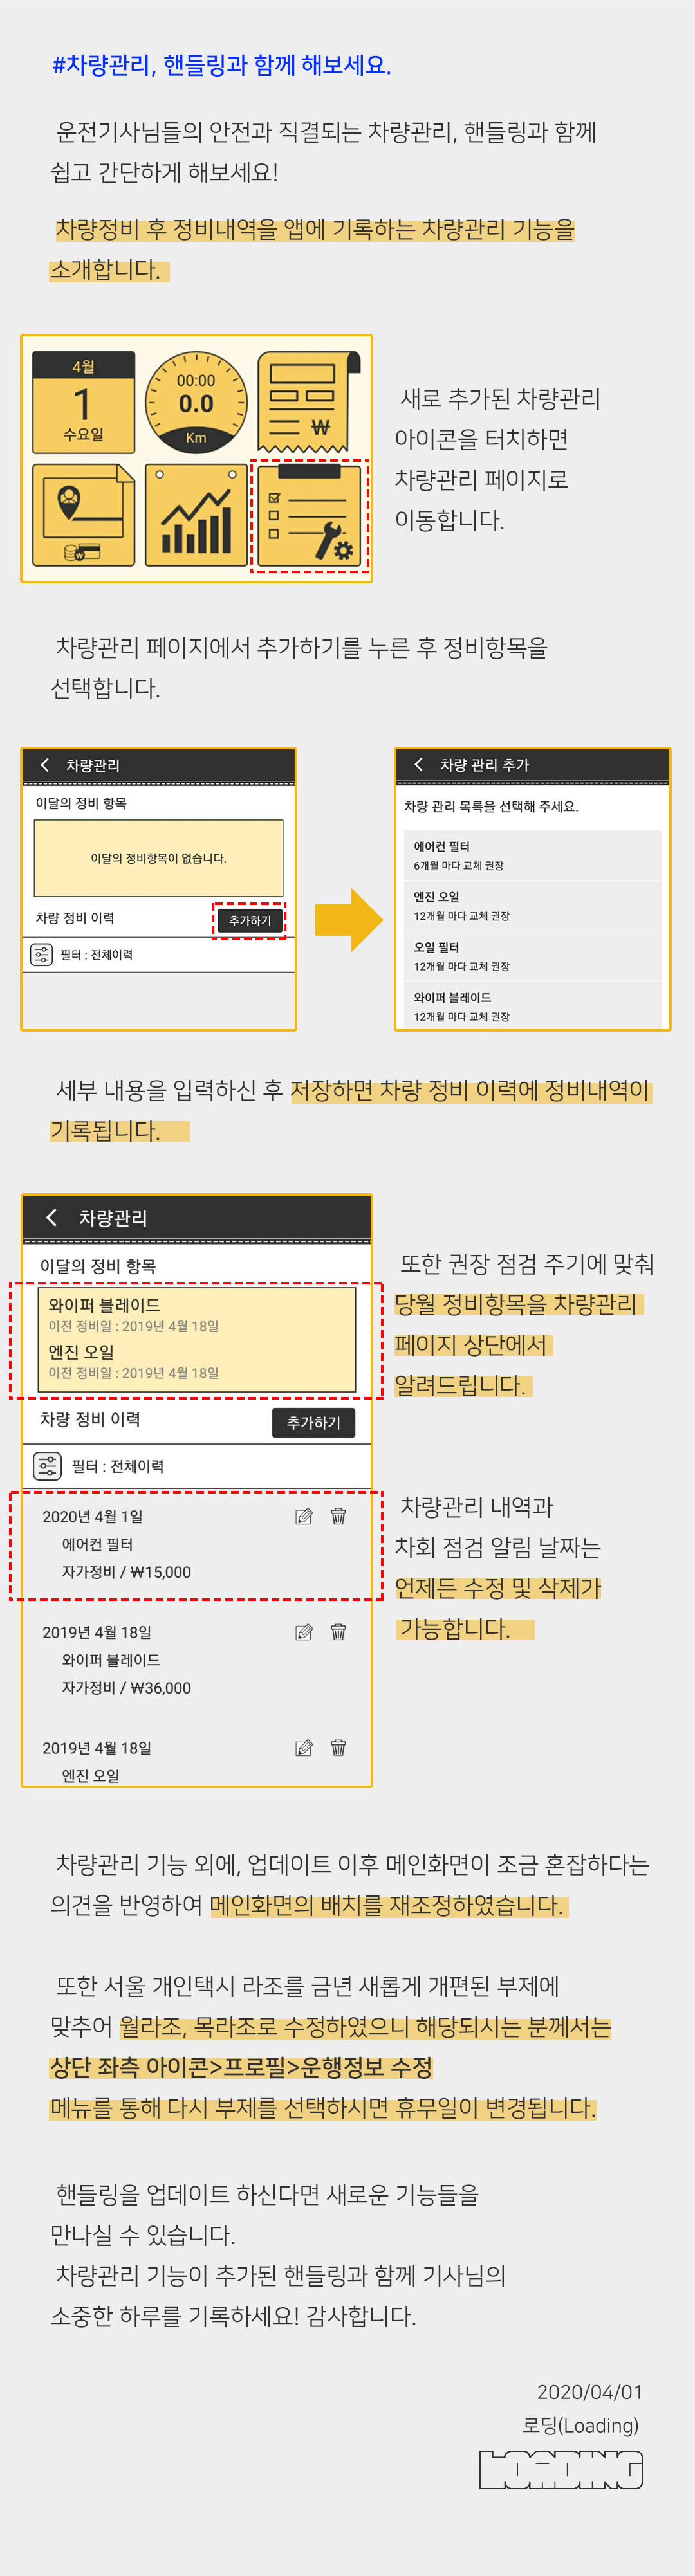 #차량관리, 핸들링과 함께 해보세요.
운전기사님들의 안전과 직결되는 차량관리, 핸들링과 함께
쉽고 간단하게 해보세요!
차량정비 후 정비내역을 앱에 기록하는 차량관리 기능을
소개합니다.
4월
1
수요일
00:00
0.0
Km
₩
₩
새로 추가된 차량관리
아이콘을 터치하면
차량관리 페이지로
이동합니다.
차량관리 페이지에서 추가하기를 누른 후 정비항목을
선택합니다.
차량관리
이달의 정비 항목
이달의 정비항목이 없습니다.
차량 정비 이력
추가하기
필터 : 전체이력
차량 관리 추가
차량 관리 목록을 선택해 주세요.
에어컨 필터
6개월 마다 교체 권장
엔진 오일
12개월 마다 교체 권장
오일 필터
12개월 마다 교체 권장
와이퍼 블레이드
12개월 마다 교체 권장
세부 내용을 입력하신 후 저장하면 차량 정비 이력에 정비내역이
기록됩니다.
차량관리
이달의 정비 항목
와이퍼 블레이드
이전 정비일 : 2019년 4월 18일
엔진 오일
이전 정비일 : 2019년 4월 18일
차량 정비 이력
추가하기
필터 : 전체이력
2020년 4월 1일
에어컨 필터
자가정비 / ₩15,000
2019년 4월 18일
와이퍼 블레이드
자가정비 / ₩36,000
2019년 4월 18일
엔진 오일
또한 권장 점검 주기에 맞춰
당월 정비항목을 차량관리
페이지 상단에서
알려드립니다.
차량관리 내역과
차회 점검 알림 날짜는
언제든 수정 및 삭제가
가능합니다.
차량관리 기능 외에, 업데이트 이후 메인화면이 조금 혼잡하다는
의견을 반영하여 메인화면의 배치를 재조정하였습니다.
또한 서울 개인택시 라조를 금년 새롭게 개편된 부제에
맞추어 월라조, 목라조로 수정하였으니 해당되시는 분께서는
상단 좌측 아이콘>프로필>운행정보 수정
메뉴를 통해 다시 부제를 선택하시면 휴무일이 변경됩니다.
핸들링을 업데이트 하신다면 새로운 기능들을
만나실 수 있습니다.
차량관리 기능이 추가된 핸들링과 함께 기사님의
소중한 하루를 기록하세요! 감사합니다.
2020/04/01
로딩(Loading)
LOADING